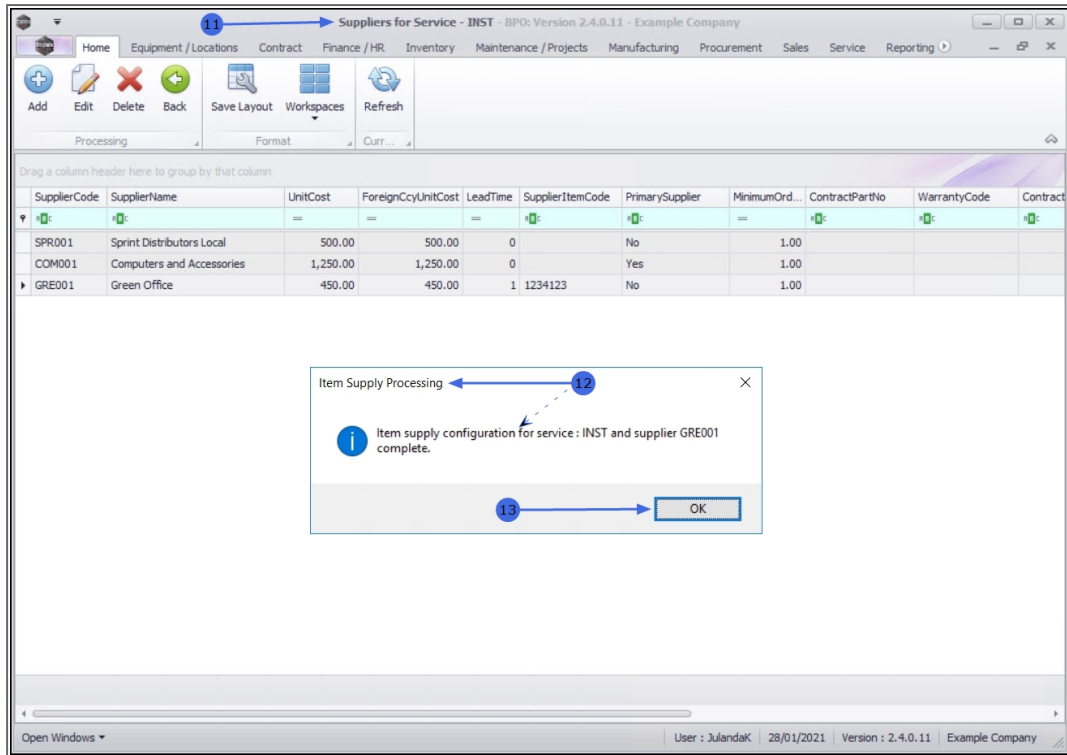 11
Suppliers for Service - INST - BPO: Version 2.4.0.11 - Example Company
Home Equipment / Locations Contract Finance / HR Inventory Maintenance / Projects Manufacturing Procurement Sales Service Reporting
Add Edit Delete Back Save Layout Workspaces Refresh
Processing Format Curr...
Drag a column header here to group by that column
SupplierCode SupplierName UnitCost ForeignCcyUnitCost LeadTime SupplierItemCode PrimarySupplier MinimumOrd... ContractPartNo WarrantyCode Contract
SPR001 Sprint Distributors Local 500.00 500.00 0 No 1.00
COM001 Computers and Accessories 1,250.00 1,250.00 0 Yes 1.00
GRE001 Green Office 450.00 450.00 1 1234123 No 1.00
Item Supply Processing 12
Item supply configuration for service : INST and supplier GRE001
complete.
13 OK
Open Windows User : JulandaK 28/01/2021 Version : 2.4.0.11 Example Company